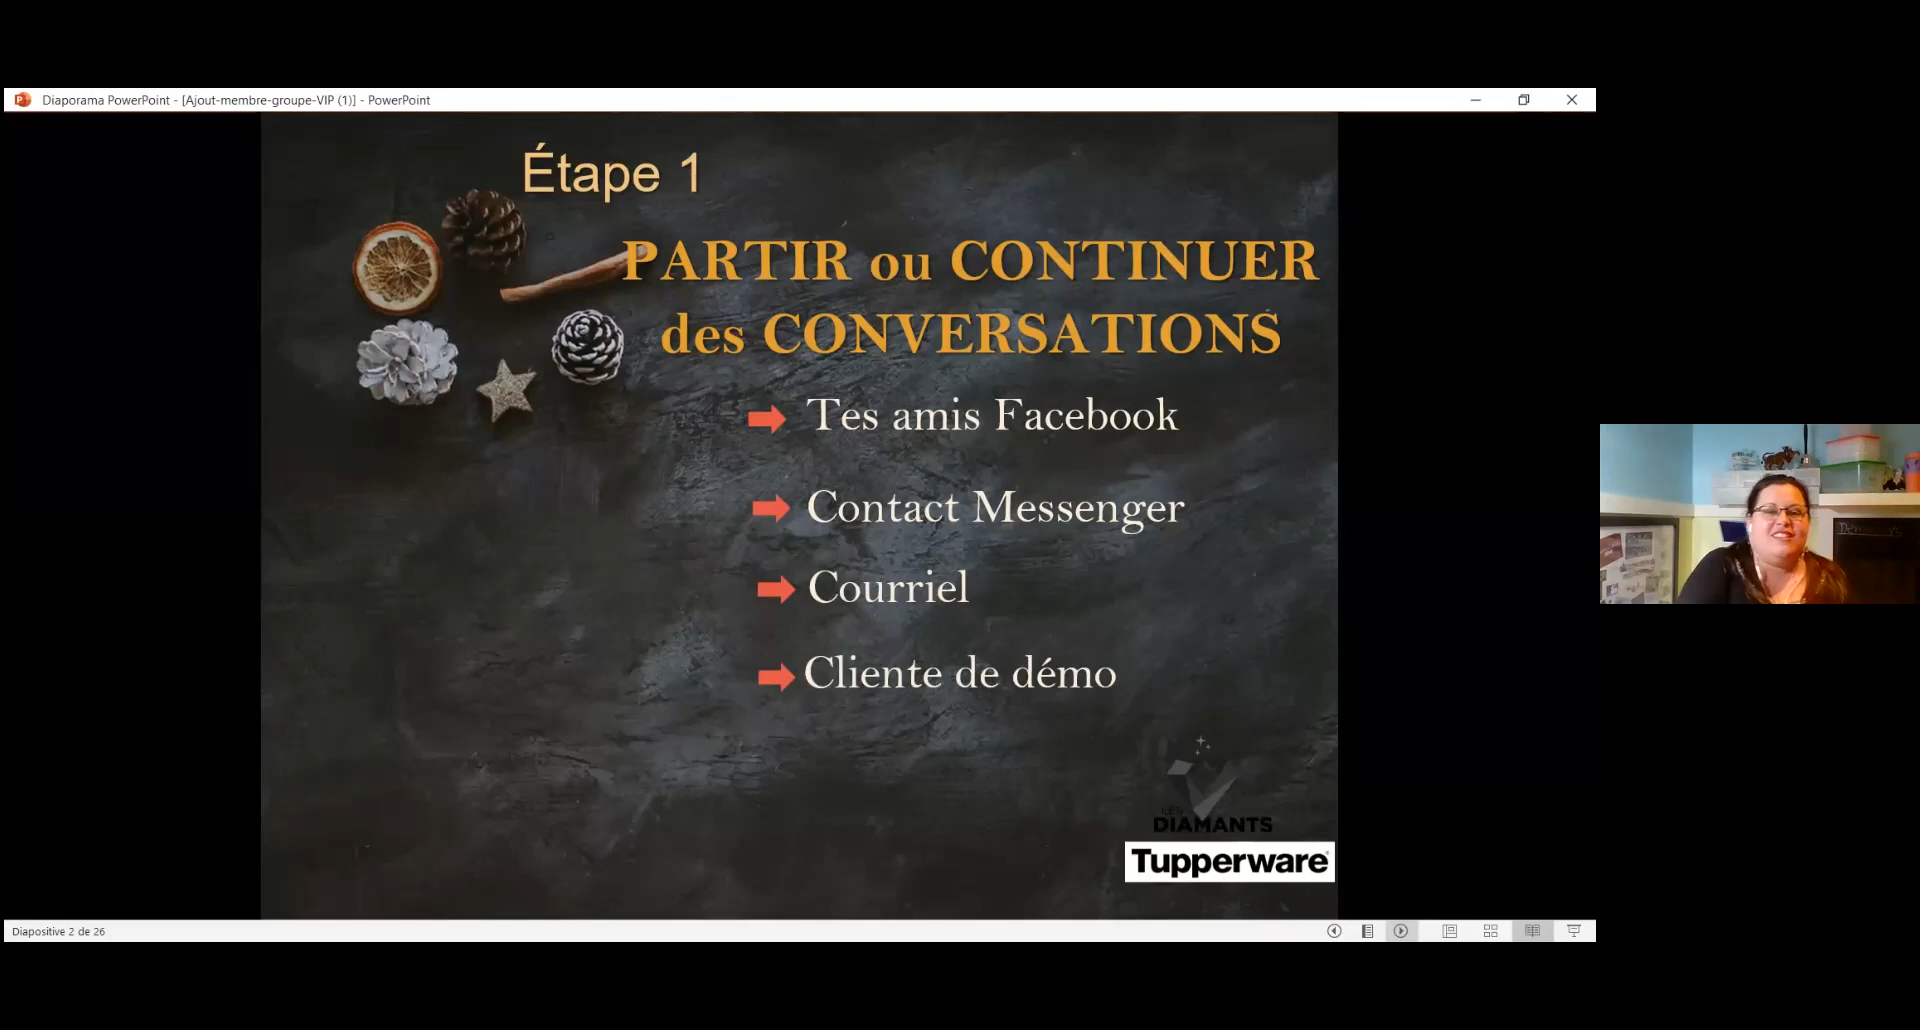 Diaporama PowerPoint - [Ajout-membre-groupe-VIP (1)] - PowerPoint
Étape 1
PARTIR ou CONTINUER
des CONVERSATIONS
Tes amis Facebook
Contact Messenger
Courriel
Cliente de démo
LES
DIAMANTS
Tupperware
Diapositive 2 de 26